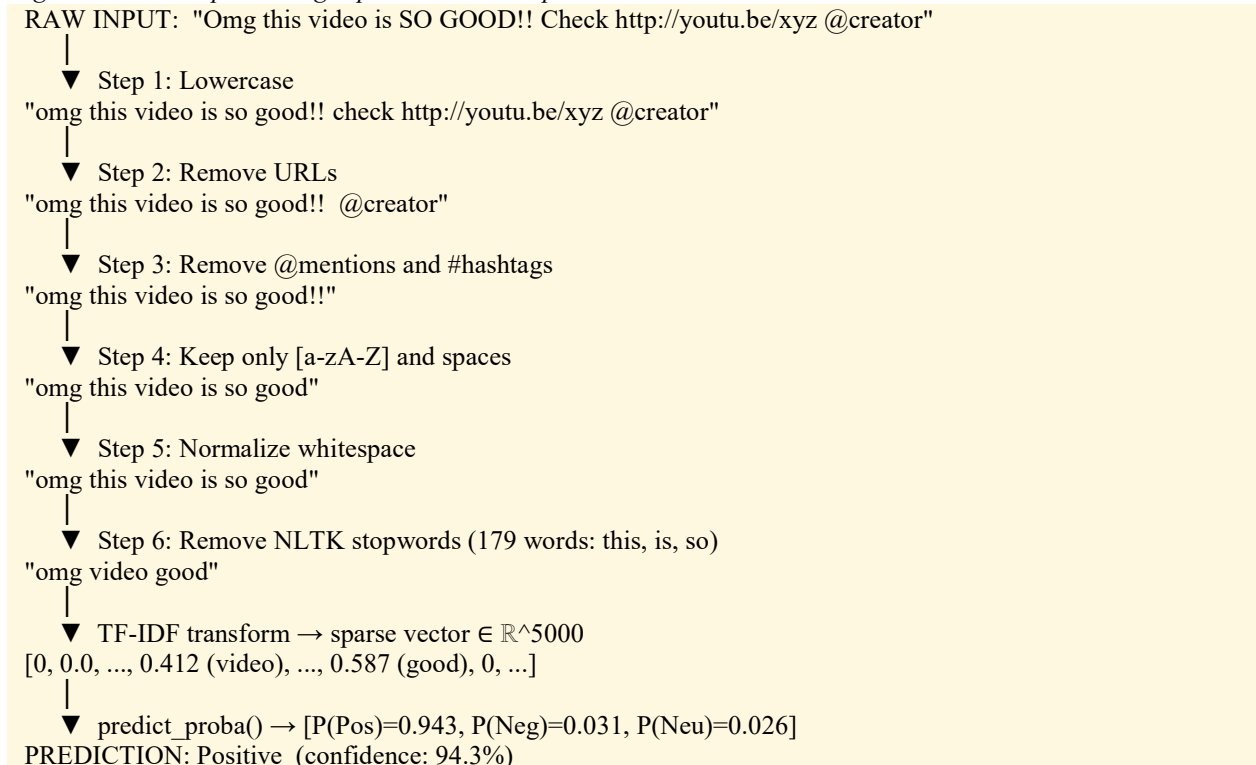 RAW INPUT:  "Omg this video is SO GOOD!! Check http://youtu.be/xyz @creator"
│
▼  Step 1: Lowercase
"omg this video is so good!! check http://youtu.be/xyz @creator"
│
▼  Step 2: Remove URLs
"omg this video is so good!!  @creator"
│
▼  Step 3: Remove @mentions and #hashtags
"omg this video is so good!!"
│
▼  Step 4: Keep only [a-zA-Z] and spaces
"omg this video is so good"
│
▼  Step 5: Normalize whitespace
"omg this video is so good"
│
▼  Step 6: Remove NLTK stopwords (179 words: this, is, so)
"omg video good"
│
▼  TF-IDF transform → sparse vector ∈ ℝ^5000
[0, 0.0, ..., 0.412 (video), ..., 0.587 (good), 0, ...]
│
▼  predict_proba() → [P(Pos)=0.943, P(Neg)=0.031, P(Neu)=0.026]
PREDICTION: Positive  (confidence: 94.3%)